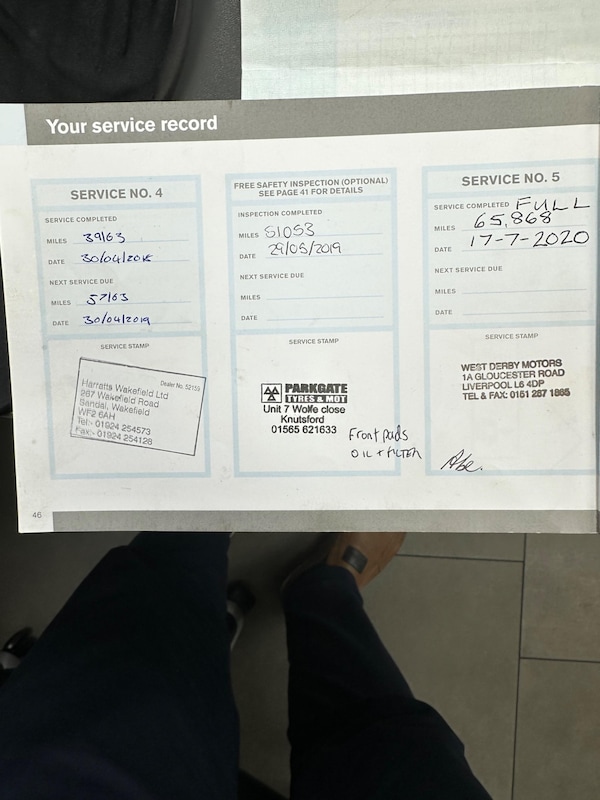 Your service record
SERVICE NO. 4
SERVICE COMPLETED
MILES 39163
DATE 30/04/2018
NEXT SERVICE DUE
MILES 57163
DATE 30/04/2019
SERVICE STAMP
Dealer No. 52159
Harratts Wakefield Ltd
267 Wakefield Road
Sandal, Wakefield
WF2 6AH
Tel:- 01924 254573
Fax:- 01924 254128
FREE SAFETY INSPECTION (OPTIONAL)
SEE PAGE 41 FOR DETAILS
INSPECTION COMPLETED
MILES 51053
DATE 29/05/2019
NEXT SERVICE DUE
MILES
DATE
SERVICE STAMP
PARKGATE
TYRES & MOT
Unit 7 Wolfe close
Knutsford
01565 621633
Front pads
OIL + FILTER
SERVICE NO. 5
SERVICE COMPLETED FULL
MILES 65,868
DATE 17-7-2020
NEXT SERVICE DUE
MILES
DATE
SERVICE STAMP
WEST DERBY MOTORS
1A GLOUCESTER ROAD
LIVERPOOL L6 4DP
TEL & FAX: 0151 287 1865
46